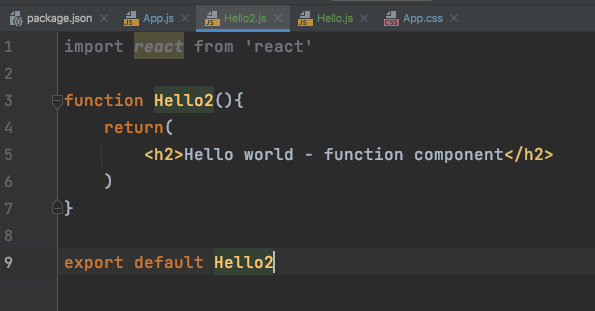 package.json App.js Hello2.js Hello.js App.css
1 import react from 'react'
2
3 function Hello2(){
4 return(
5 <h2>Hello world - function component</h2>
6 )
7 }
8
9 export default Hello2